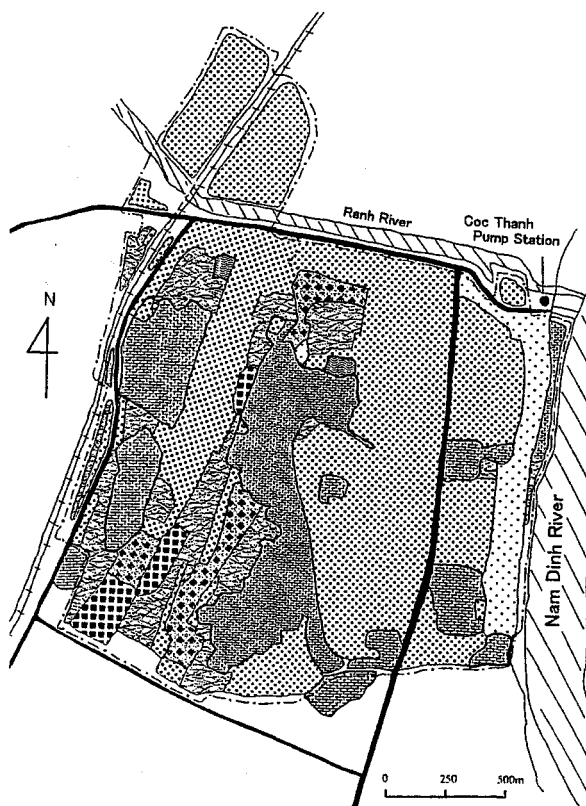 Ranh River
Coc Thanh
Pump Station
N
Nam Dinh River
0 250 500m